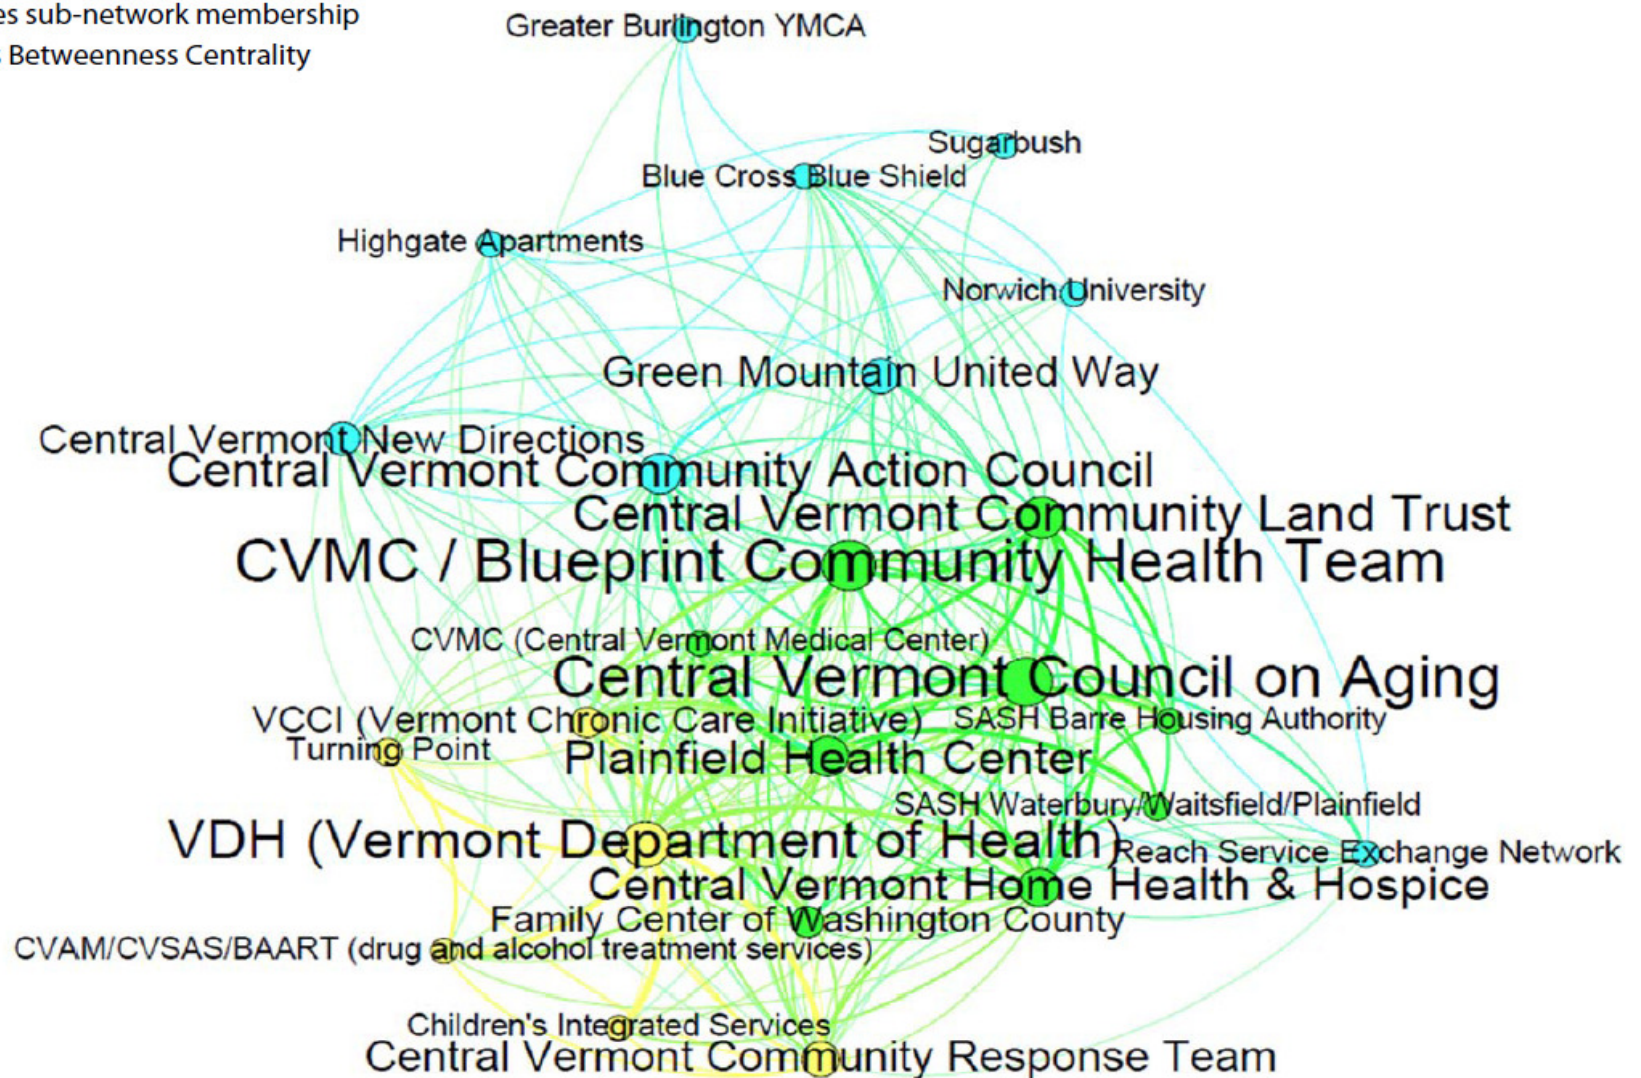 es sub-network membership
s Betweenness Centrality
Greater Burlington YMCA
Sugarbush
Blue Cross Blue Shield
Highgate Apartments
Norwich University
Green Mountain United Way
Central Vermont New Directions
Central Vermont Community Action Council
Central Vermont Community Land Trust
CVMC / Blueprint Community Health Team
CVMC (Central Vermont Medical Center)
Central Vermont Council on Aging
VCCI (Vermont Chronic Care Initiative)
SASH Barre Housing Authority
Turning Point
Plainfield Health Center
SASH Waterbury/Waitsfield/Plainfield
VDH (Vermont Department of Health)
Reach Service Exchange Network
Central Vermont Home Health & Hospice
Family Center of Washington County
CVAM/CVSAS/BAART (drug and alcohol treatment services)
Children's Integrated Services
Central Vermont Community Response Team